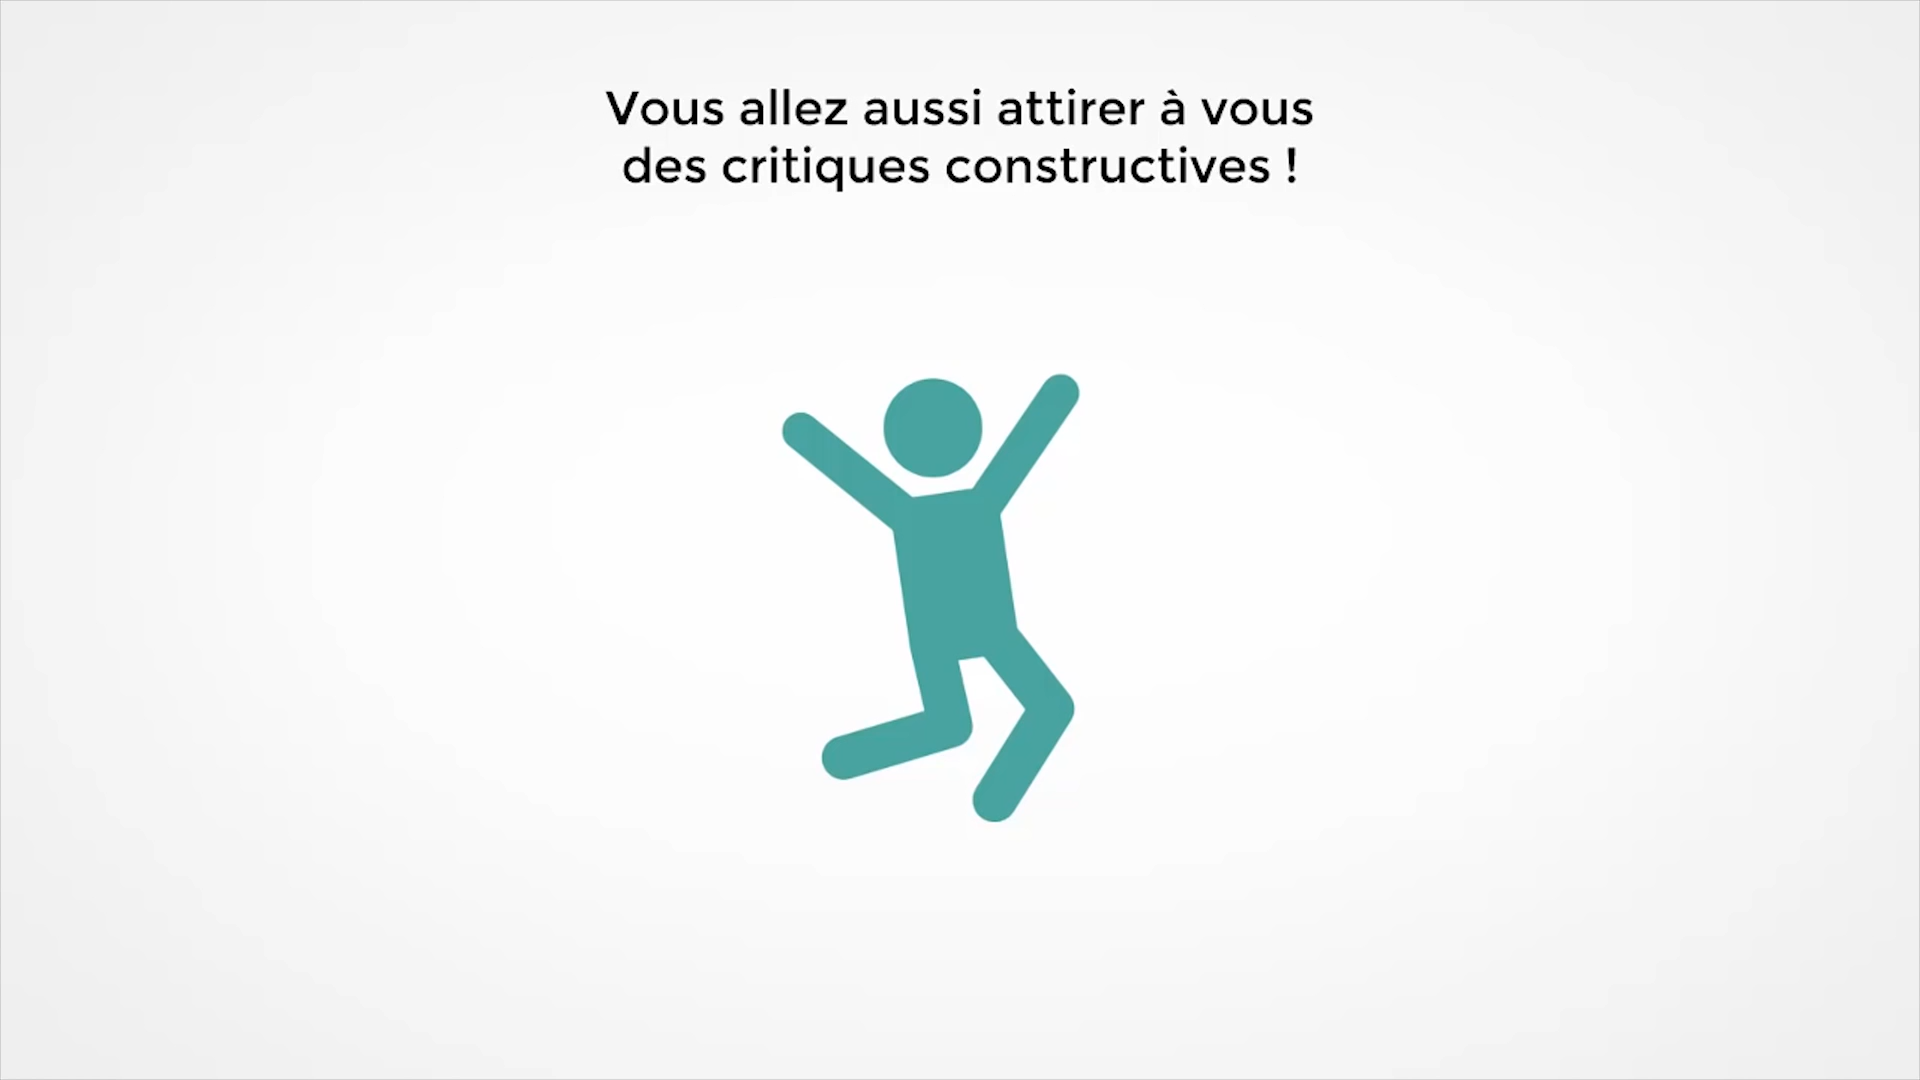 Vous allez aussi attirer à vous
des critiques constructives !